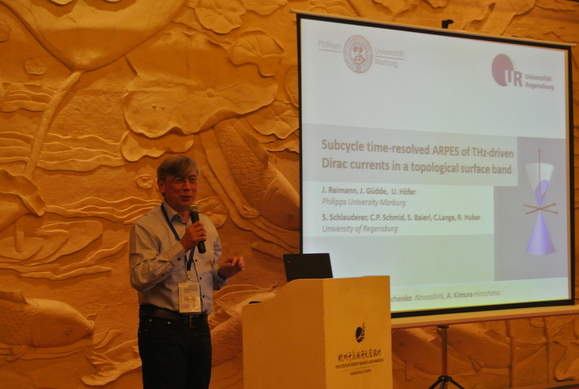 Philipps Universität
Marburg
UR
Universität
Regensburg
Subcycle time-resolved ARPES of THz-driven
Dirac currents in a topological surface band
J. Reimann, J. Güdde, U. Höfer
Philipps University Marburg
S. Schlauderer, C.P. Schmid, S. Baierl, C.Lange, R. Huber
University of Regensburg
Novosibirk, A. Kimura Hiroshima